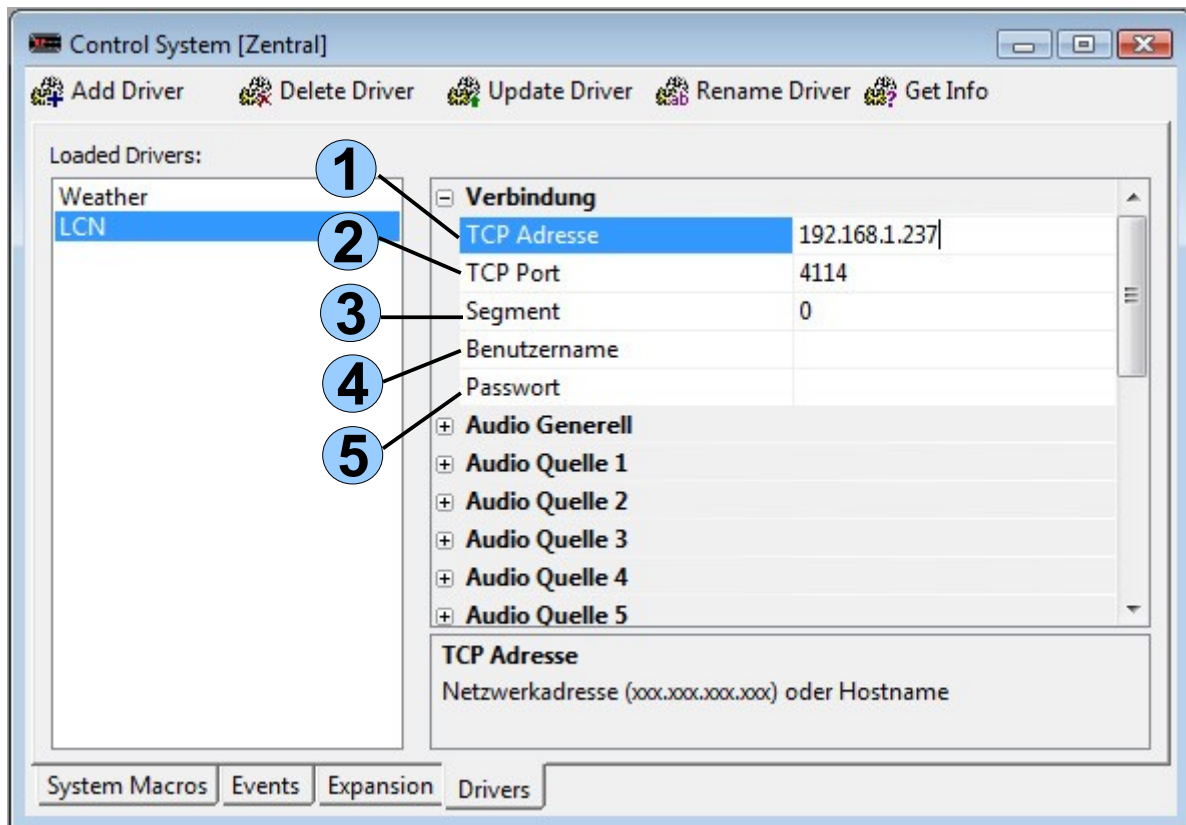 Control System [Zentral]
Add Driver Delete Driver Update Driver Rename Driver Get Info
Loaded Drivers:
Weather
LCN
1
2
3
4
5
Verbindung
TCP Adresse 192.168.1.237
TCP Port 4114
Segment 0
Benutzername
Passwort
Audio Generell
Audio Quelle 1
Audio Quelle 2
Audio Quelle 3
Audio Quelle 4
Audio Quelle 5
TCP Adresse
Netzwerkadresse (xxx.xxx.xxx.xxx) oder Hostname
System Macros Events Expansion Drivers